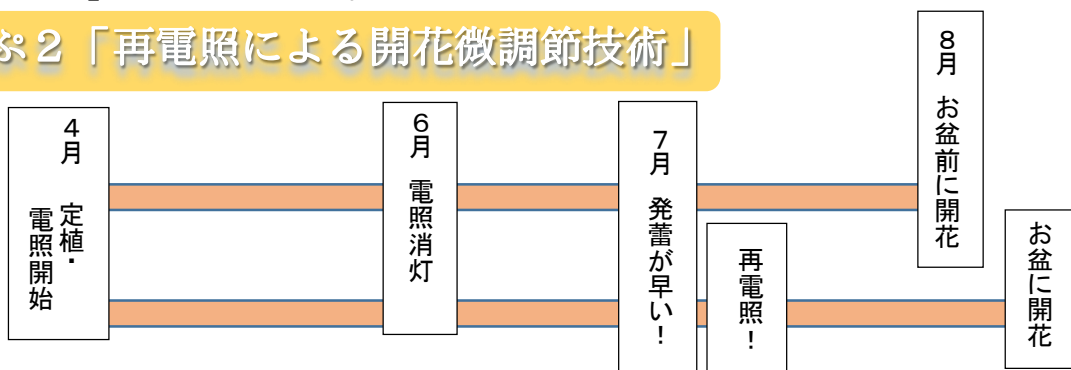 ぷ２「再電照による開花微調節技術」
４月　定植・
電照開始
６月　電照消灯
７月　発蕾が早い！
再電照！
８月　お盆前に開花
お盆に開花